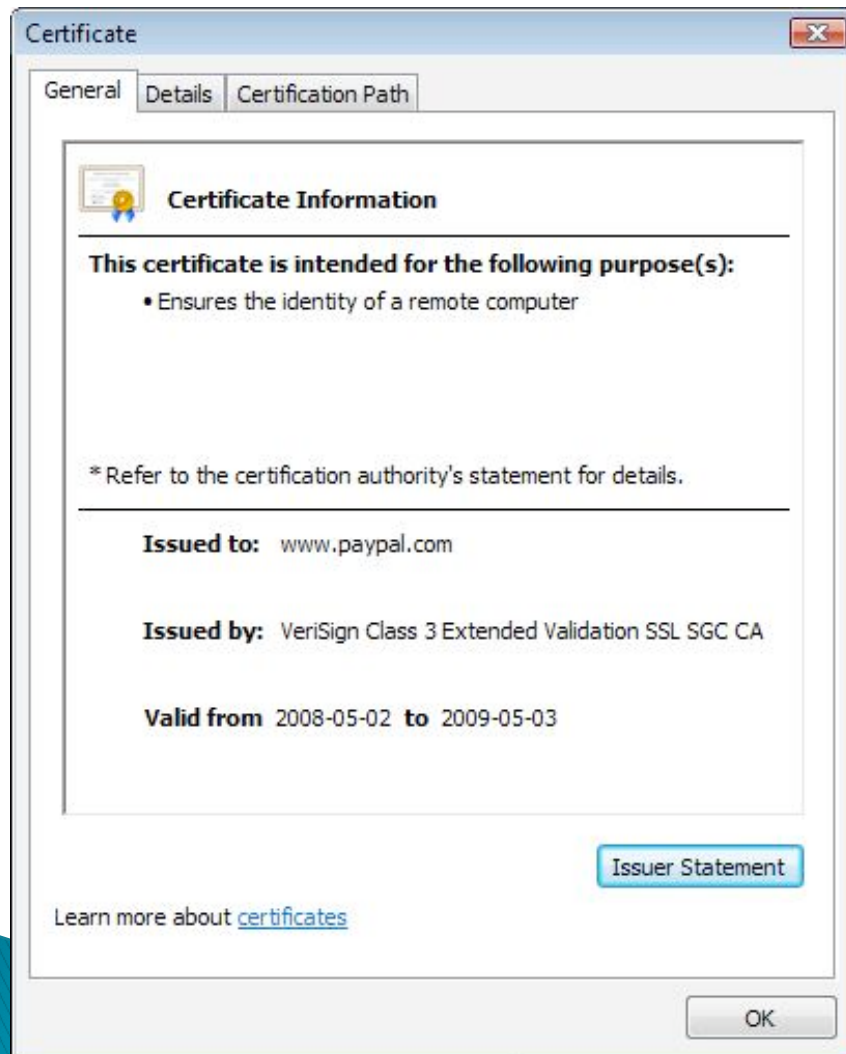 Certificate
General Details Certification Path
Certificate Information
This certificate is intended for the following purpose(s):
• Ensures the identity of a remote computer
* Refer to the certification authority's statement for details.
Issued to: www.paypal.com
Issued by: VeriSign Class 3 Extended Validation SSL SGC CA
Valid from 2008-05-02 to 2009-05-03
Issuer Statement
Learn more about certificates
OK